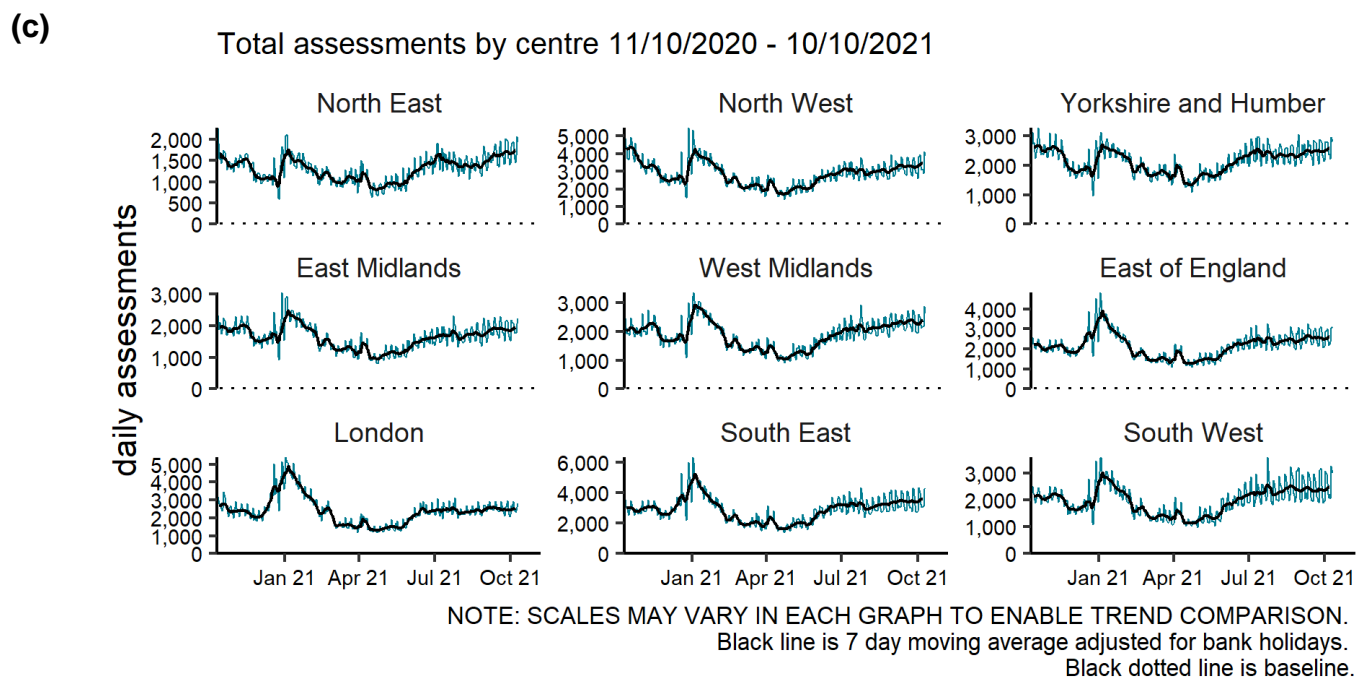 (c)
Total assessments by centre 11/10/2020 - 10/10/2021
daily assessments
North East
2,000
1,500
1,000
500
0
North West
5,000
4,000
3,000
2,000
1,000
0
Yorkshire and Humber
3,000
2,000
1,000
0
East Midlands
3,000
2,000
1,000
0
West Midlands
3,000
2,000
1,000
0
East of England
4,000
3,000
2,000
1,000
0
London
5,000
4,000
3,000
2,000
1,000
0
Jan 21 Apr 21 Jul 21 Oct 21
South East
6,000
4,000
2,000
0
Jan 21 Apr 21 Jul 21 Oct 21
South West
3,000
2,000
1,000
0
Jan 21 Apr 21 Jul 21 Oct 21
NOTE: SCALES MAY VARY IN EACH GRAPH TO ENABLE TREND COMPARISON.
Black line is 7 day moving average adjusted for bank holidays.
Black dotted line is baseline.